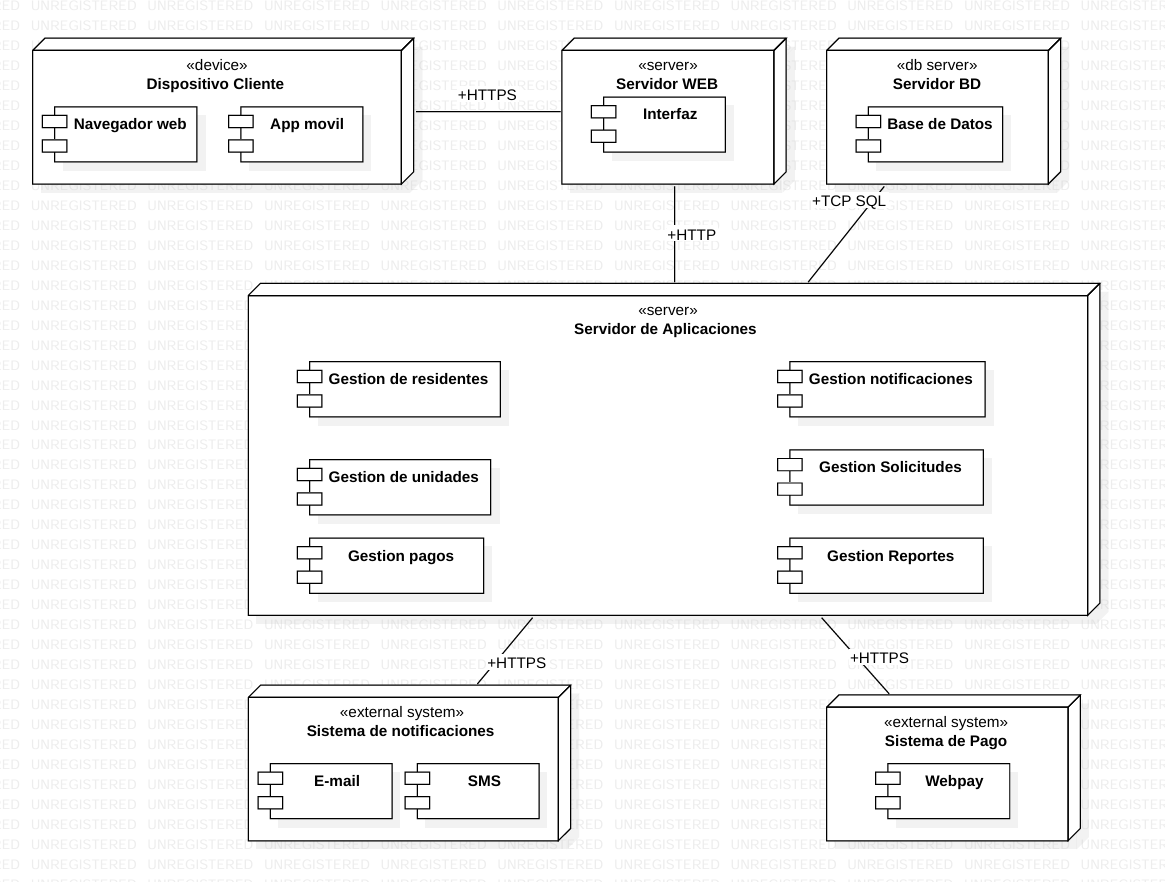 «device»
Dispositivo Cliente
Navegador web
App movil
+HTTPS
«server»
Servidor WEB
Interfaz
«db server»
Servidor BD
Base de Datos
+TCP SQL
+HTTP
«server»
Servidor de Aplicaciones
Gestion de residentes
Gestion notificaciones
Gestion de unidades
Gestion Solicitudes
Gestion pagos
Gestion Reportes
+HTTPS
+HTTPS
«external system»
Sistema de notificaciones
E-mail
SMS
«external system»
Sistema de Pago
Webpay
UNREGISTERED